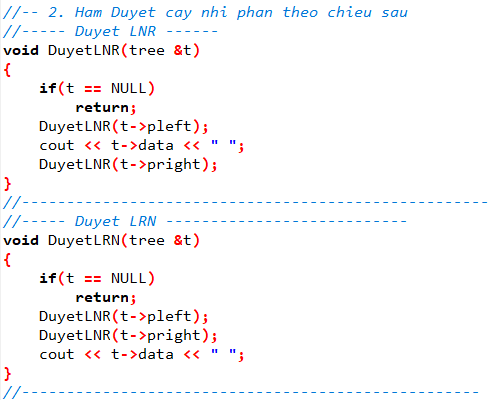 //-- 2. Ham Duyet cay nhi phan theo chieu sau
//----- Duyet LNR ------
void DuyetLNR(tree &t)
{
    if(t == NULL)
        return;
    DuyetLNR(t->pleft);
    cout << t->data << " ";
    DuyetLNR(t->pright);
}
//----------------------------------------------------
//----- Duyet LRN ---------------------------
void DuyetLRN(tree &t)
{
    if(t == NULL)
        return;
    DuyetLNR(t->pleft);
    DuyetLNR(t->pright);
    cout << t->data << " ";
}
//---------------------------------------------------